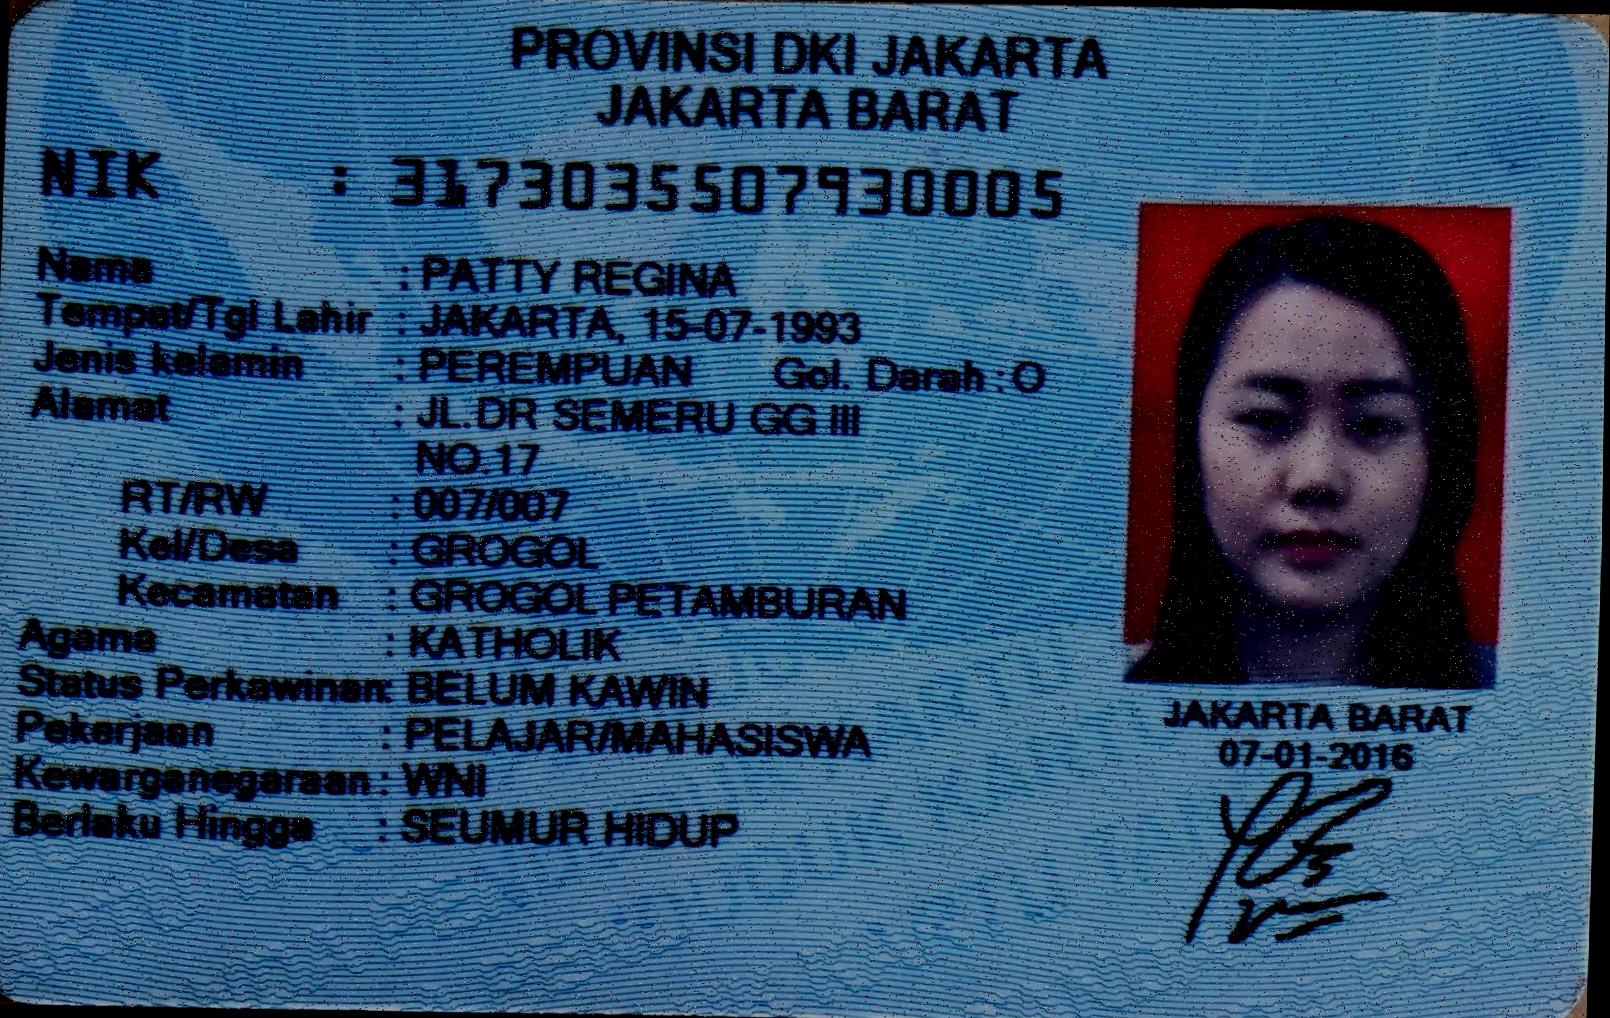 PROVINSI DKI JAKARTA
JAKARTA BARAT
NIK : 3173035507930005
Nama : PATTY REGINA
Tempat/Tgl Lahir : JAKARTA, 15-07-1993
Jenis kelamin : PEREMPUAN Gol. Darah : O
Alamat : JL.DR SEMERU GG III
NO.17
RT/RW : 007/007
Kel/Desa : GROGOL
Kecamatan : GROGOL PETAMBURAN
Agama : KATHOLIK
Status Perkawinan: BELUM KAWIN
Pekerjaan : PELAJAR/MAHASISWA
Kewarganegaraan : WNI
Berlaku Hingga : SEUMUR HIDUP
JAKARTA BARAT
07-01-2016